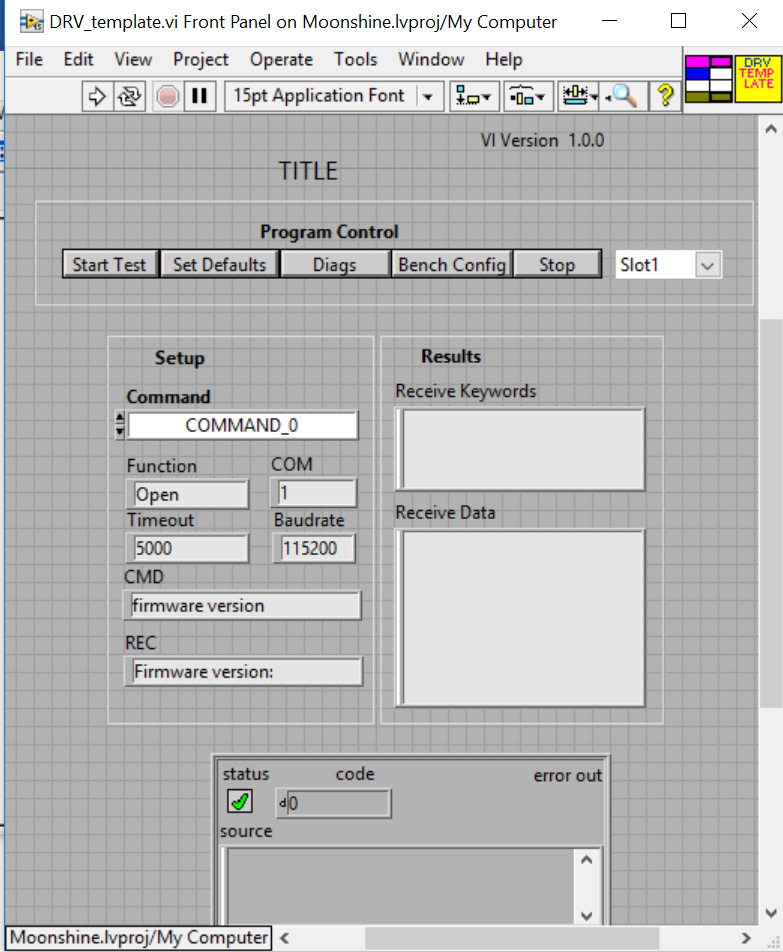 DRV_template.vi Front Panel on Moonshine.lvproj/My Computer
File Edit View Project Operate Tools Window Help
15pt Application Font
DRV
TEMP
LATE
VI Version 1.0.0
TITLE
Program Control
Start Test Set Defaults Diags Bench Config Stop Slot1
Setup
Command
COMMAND_0
Function COM
Open 1
Timeout Baudrate
5000 115200
CMD
firmware version
REC
Firmware version:
Results
Receive Keywords
Receive Data
status code error out
d0
source
Moonshine.lvproj/My Computer